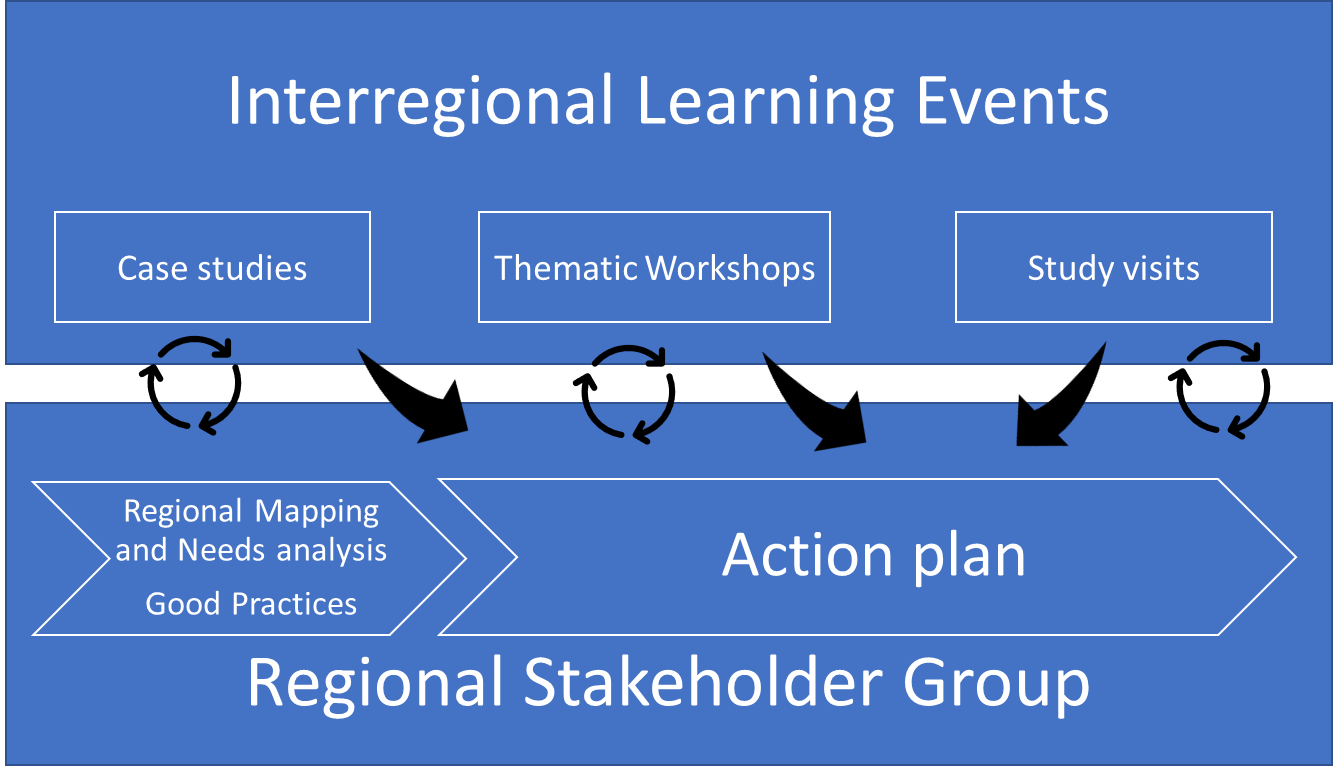 Interregional Learning Events
Case studies
Thematic Workshops
Study visits
Regional Mapping
and Needs analysis
Good Practices
Action plan
Regional Stakeholder Group